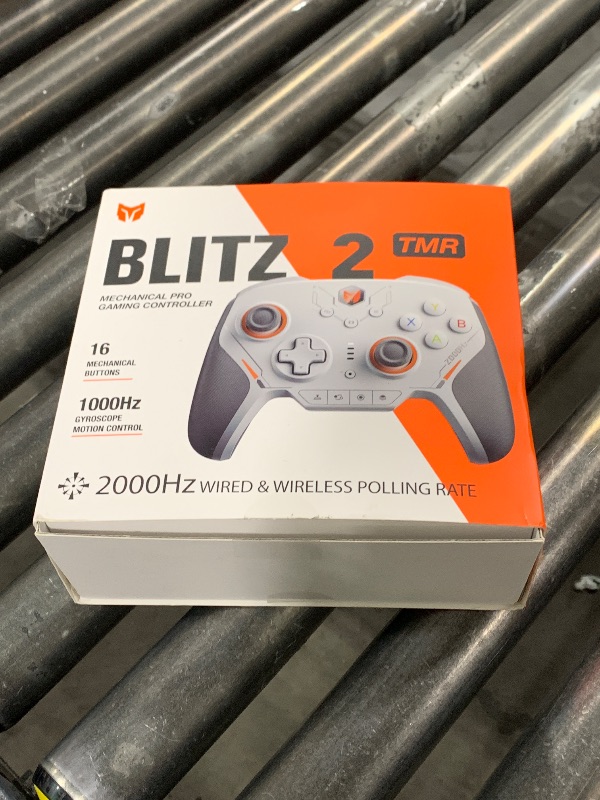 BLITZ 2 TMR
MECHANICAL PRO
GAMING CONTROLLER
16
MECHANICAL
BUTTONS
1000Hz
GYROSCOPE
MOTION CONTROL
Y
X B
A
2000Hz
2000Hz WIRED & WIRELESS POLLING RATE